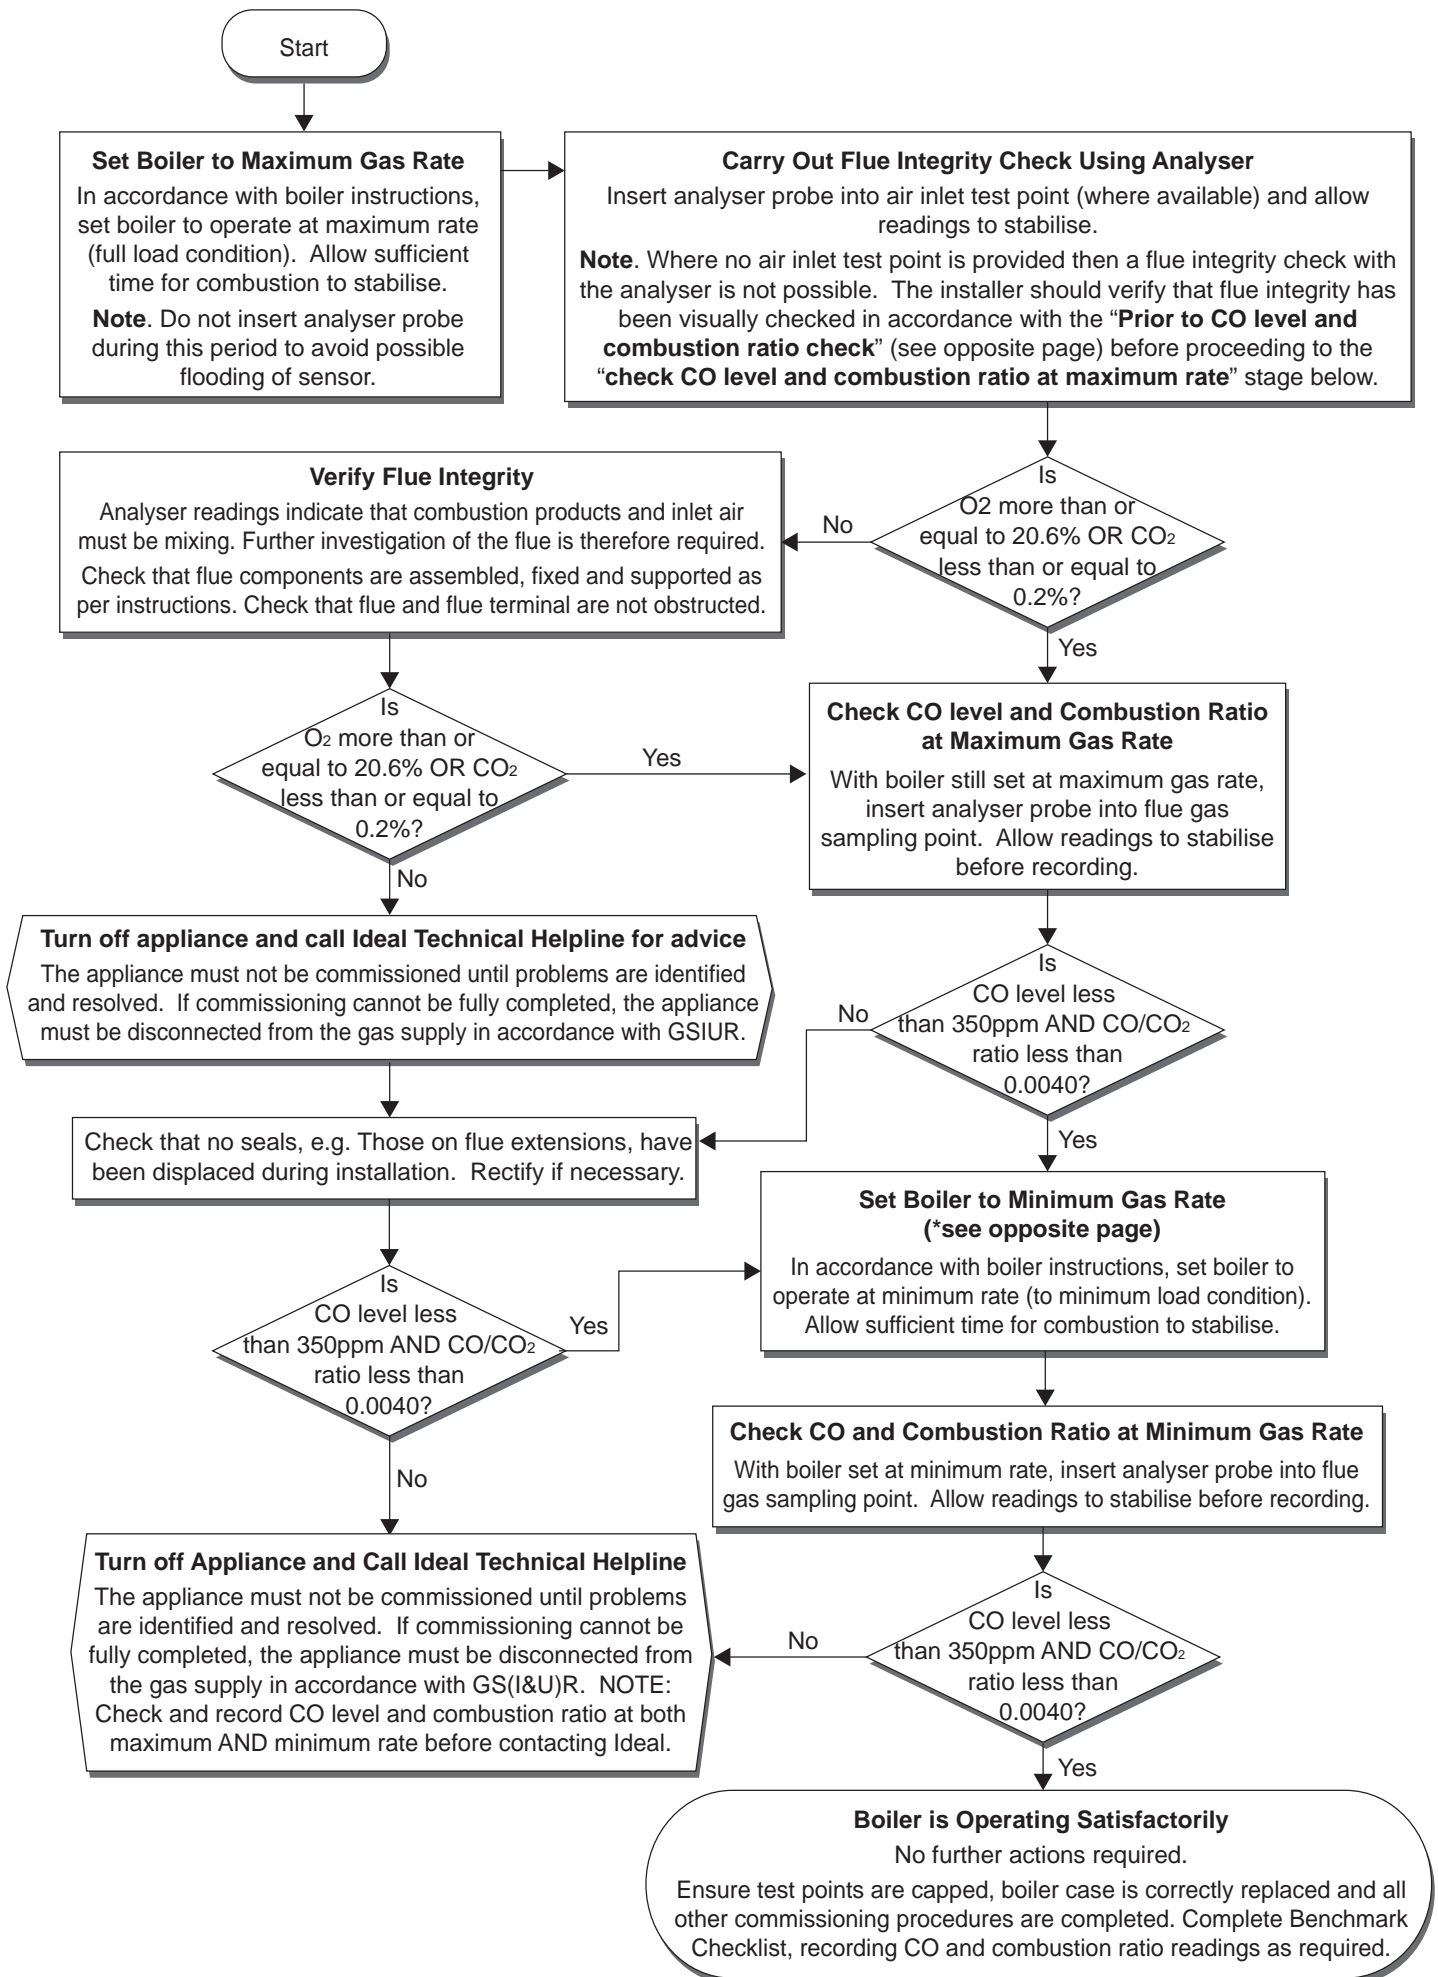 Start
Set Boiler to Maximum Gas Rate
In accordance with boiler instructions,
set boiler to operate at maximum rate
(full load condition).  Allow sufficient
time for combustion to stabilise.
Note. Do not insert analyser probe
during this period to avoid possible
flooding of sensor.
Carry Out Flue Integrity Check Using Analyser
Insert analyser probe into air inlet test point (where available) and allow
readings to stabilise.
Note. Where no air inlet test point is provided then a flue integrity check with
the analyser is not possible.  The installer should verify that flue integrity has
been visually checked in accordance with the “Prior to CO level and
combustion ratio check” (see opposite page) before proceeding to the
“check CO level and combustion ratio at maximum rate” stage below.
Is
O2 more than or
equal to 20.6% OR CO2
less than or equal to
0.2%?
No
Yes
Verify Flue Integrity
Analyser readings indicate that combustion products and inlet air
must be mixing. Further investigation of the flue is therefore required.
Check that flue components are assembled, fixed and supported as
per instructions. Check that flue and flue terminal are not obstructed.
Is
O2 more than or
equal to 20.6% OR CO2
less than or equal to
0.2%?
Yes
No
Check CO level and Combustion Ratio
at Maximum Gas Rate
With boiler still set at maximum gas rate,
insert analyser probe into flue gas
sampling point.  Allow readings to stabilise
before recording.
Turn off appliance and call Ideal Technical Helpline for advice
The appliance must not be commissioned until problems are identified
and resolved.  If commissioning cannot be fully completed, the appliance
must be disconnected from the gas supply in accordance with GSIUR.
Is
CO level less
than 350ppm AND CO/CO2
ratio less than
0.0040?
No
Yes
Check that no seals, e.g. Those on flue extensions, have
been displaced during installation.  Rectify if necessary.
Set Boiler to Minimum Gas Rate
(*see opposite page)
In accordance with boiler instructions, set boiler to
operate at minimum rate (to minimum load condition).
Allow sufficient time for combustion to stabilise.
Is
CO level less
than 350ppm AND CO/CO2
ratio less than
0.0040?
Yes
No
Check CO and Combustion Ratio at Minimum Gas Rate
With boiler set at minimum rate, insert analyser probe into flue
gas sampling point.  Allow readings to stabilise before recording.
Turn off Appliance and Call Ideal Technical Helpline
The appliance must not be commissioned until problems
are identified and resolved.  If commissioning cannot be
fully completed, the appliance must be disconnected from
the gas supply in accordance with GS(I&U)R.  NOTE:
Check and record CO level and combustion ratio at both
maximum AND minimum rate before contacting Ideal.
Is
CO level less
than 350ppm AND CO/CO2
ratio less than
0.0040?
No
Yes
Boiler is Operating Satisfactorily
No further actions required.
Ensure test points are capped, boiler case is correctly replaced and all
other commissioning procedures are completed. Complete Benchmark
Checklist, recording CO and combustion ratio readings as required.